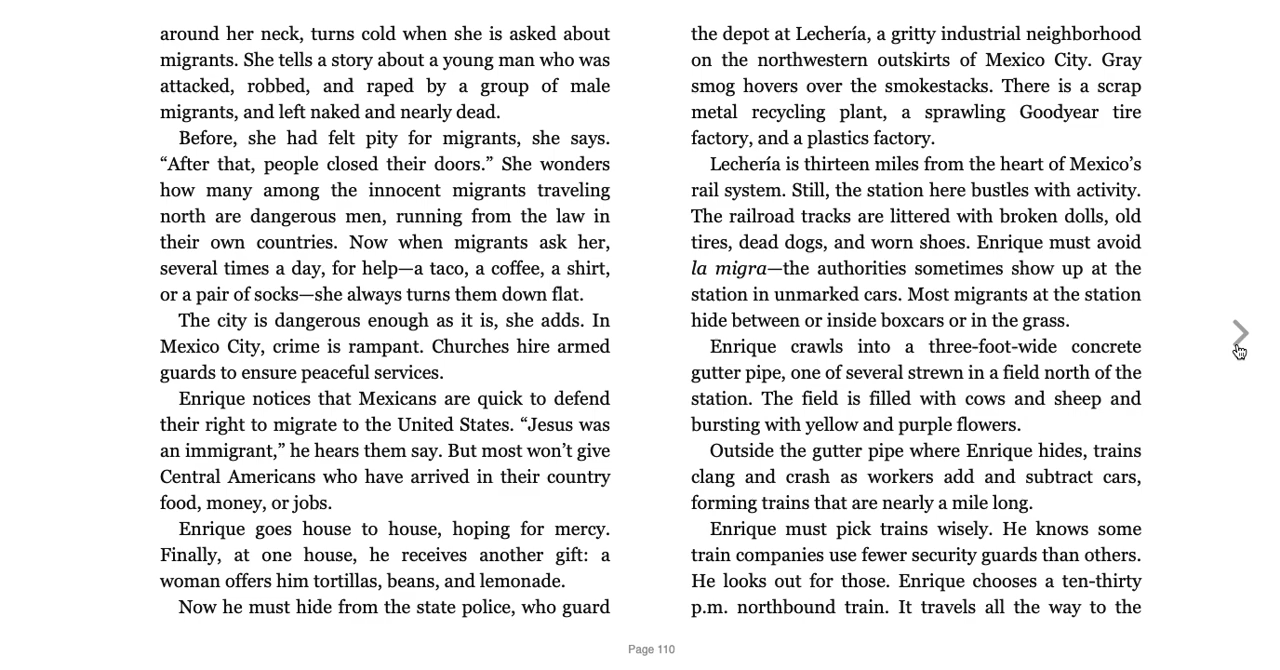 around her neck, turns cold when she is asked about
migrants. She tells a story about a young man who was
attacked, robbed, and raped by a group of male
migrants, and left naked and nearly dead.
Before, she had felt pity for migrants, she says.
“After that, people closed their doors.” She wonders
how many among the innocent migrants traveling
north are dangerous men, running from the law in
their own countries. Now when migrants ask her,
several times a day, for help—a taco, a coffee, a shirt,
or a pair of socks—she always turns them down flat.
The city is dangerous enough as it is, she adds. In
Mexico City, crime is rampant. Churches hire armed
guards to ensure peaceful services.
Enrique notices that Mexicans are quick to defend
their right to migrate to the United States. “Jesus was
an immigrant,” he hears them say. But most won’t give
Central Americans who have arrived in their country
food, money, or jobs.
Enrique goes house to house, hoping for mercy.
Finally, at one house, he receives another gift: a
woman offers him tortillas, beans, and lemonade.
Now he must hide from the state police, who guard
the depot at Lechería, a gritty industrial neighborhood
on the northwestern outskirts of Mexico City. Gray
smog hovers over the smokestacks. There is a scrap
metal recycling plant, a sprawling Goodyear tire
factory, and a plastics factory.
Lechería is thirteen miles from the heart of Mexico’s
rail system. Still, the station here bustles with activity.
The railroad tracks are littered with broken dolls, old
tires, dead dogs, and worn shoes. Enrique must avoid
la migra—the authorities sometimes show up at the
station in unmarked cars. Most migrants at the station
hide between or inside boxcars or in the grass.
Enrique crawls into a three-foot-wide concrete
gutter pipe, one of several strewn in a field north of the
station. The field is filled with cows and sheep and
bursting with yellow and purple flowers.
Outside the gutter pipe where Enrique hides, trains
clang and crash as workers add and subtract cars,
forming trains that are nearly a mile long.
Enrique must pick trains wisely. He knows some
train companies use fewer security guards than others.
He looks out for those. Enrique chooses a ten-thirty
p.m. northbound train. It travels all the way to the
Page 110